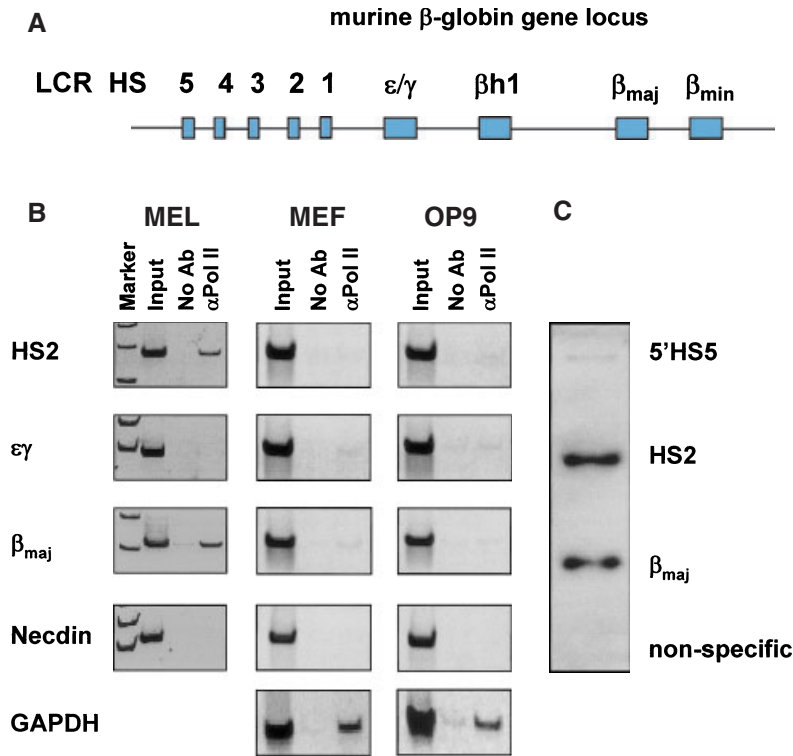 A
murine β-globin gene locus
LCR HS 5 4 3 2 1 ε/γ βh1 βmaj βmin
B
MEL MEF OP9
C
Marker Input No Ab αPol II Input No Ab αPol II Input No Ab αPol II
HS2
5'HS5
εγ
HS2
βmaj
βmaj
Necdin
non-specific
GAPDH